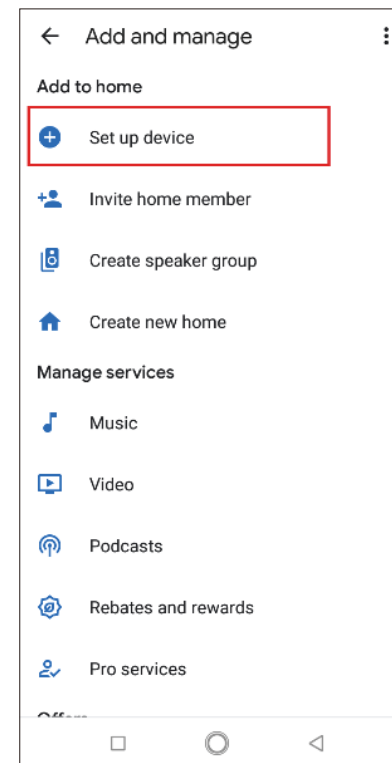 Add and manage
Add to home
Set up device
Invite home member
Create speaker group
Create new home
Manage services
Music
Video
Podcasts
Rebates and rewards
Pro services